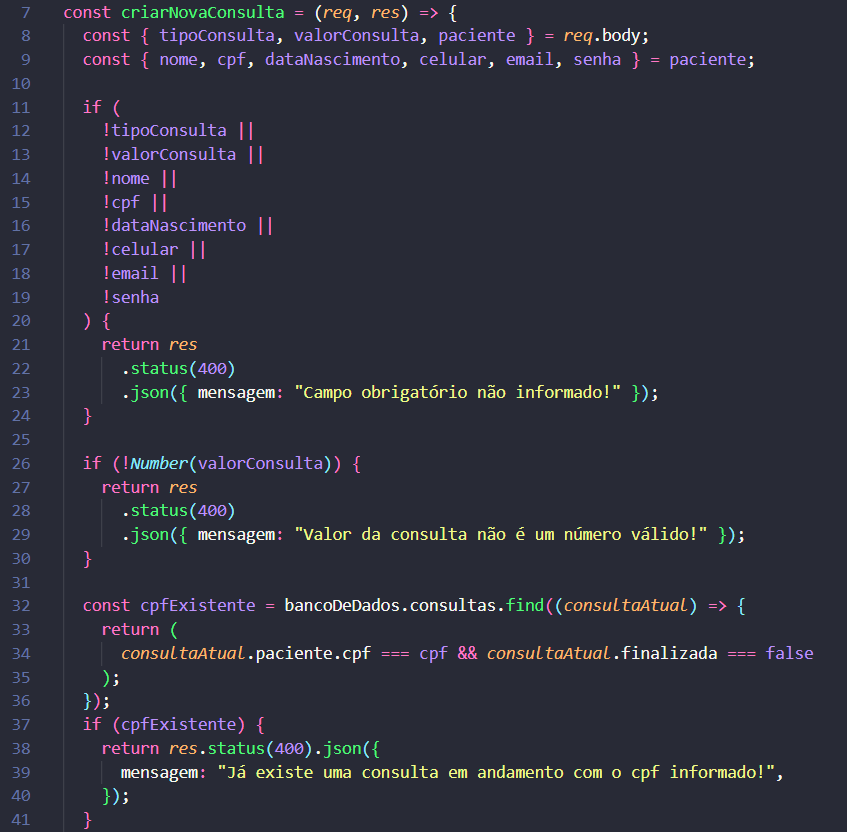 7 const criarNovaConsulta = (req, res) => {
8 const { tipoConsulta, valorConsulta, paciente } = req.body;
9 const { nome, cpf, dataNascimento, celular, email, senha } = paciente;
10
11 if (
12 !tipoConsulta ||
13 !valorConsulta ||
14 !nome ||
15 !cpf ||
16 !dataNascimento ||
17 !celular ||
18 !email ||
19 !senha
20 ) {
21 return res
22 .status(400)
23 .json({ mensagem: "Campo obrigatório não informado!" });
24 }
25
26 if (!Number(valorConsulta)) {
27 return res
28 .status(400)
29 .json({ mensagem: "Valor da consulta não é um número válido!" });
30 }
31
32 const cpfExistente = bancoDeDados.consultas.find((consultaAtual) => {
33 return (
34 consultaAtual.paciente.cpf === cpf && consultaAtual.finalizada === false
35 );
36 });
37 if (cpfExistente) {
38 return res.status(400).json({
39 mensagem: "Já existe uma consulta em andamento com o cpf informado!",
40 });
41 }